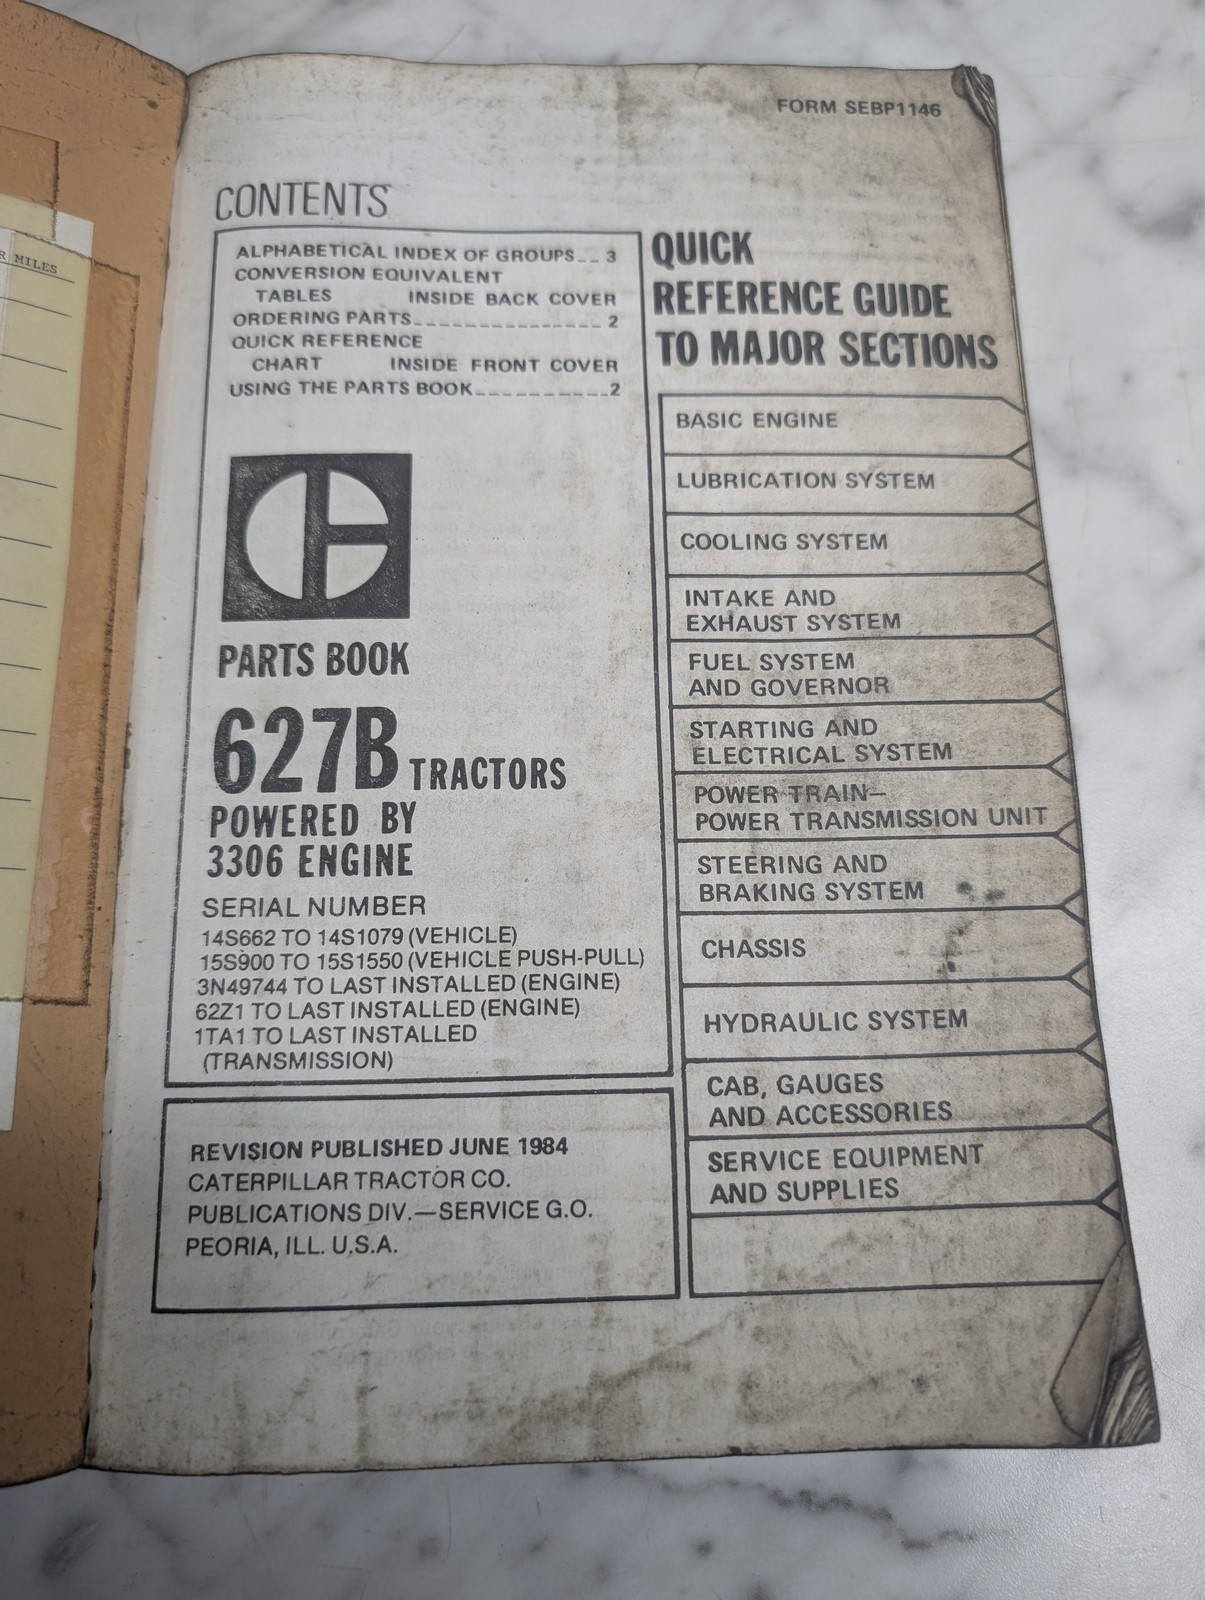 R MILES
FORM SEBP1146
CONTENTS
ALPHABETICAL INDEX OF GROUPS__ 3
CONVERSION EQUIVALENT
TABLES INSIDE BACK COVER
ORDERING PARTS_______________ 2
QUICK REFERENCE
CHART INSIDE FRONT COVER
USING THE PARTS BOOK__________2
PARTS BOOK
627B TRACTORS
POWERED BY
3306 ENGINE
SERIAL NUMBER
14S662 TO 14S1079 (VEHICLE)
15S900 TO 15S1550 (VEHICLE PUSH-PULL)
3N49744 TO LAST INSTALLED (ENGINE)
62Z1 TO LAST INSTALLED (ENGINE)
1TA1 TO LAST INSTALLED
(TRANSMISSION)
REVISION PUBLISHED JUNE 1984
CATERPILLAR TRACTOR CO.
PUBLICATIONS DIV.—SERVICE G.O.
PEORIA, ILL. U.S.A.
QUICK
REFERENCE GUIDE
TO MAJOR SECTIONS
BASIC ENGINE
LUBRICATION SYSTEM
COOLING SYSTEM
INTAKE AND
EXHAUST SYSTEM
FUEL SYSTEM
AND GOVERNOR
STARTING AND
ELECTRICAL SYSTEM
POWER TRAIN—
POWER TRANSMISSION UNIT
STEERING AND
BRAKING SYSTEM
CHASSIS
HYDRAULIC SYSTEM
CAB, GAUGES
AND ACCESSORIES
SERVICE EQUIPMENT
AND SUPPLIES